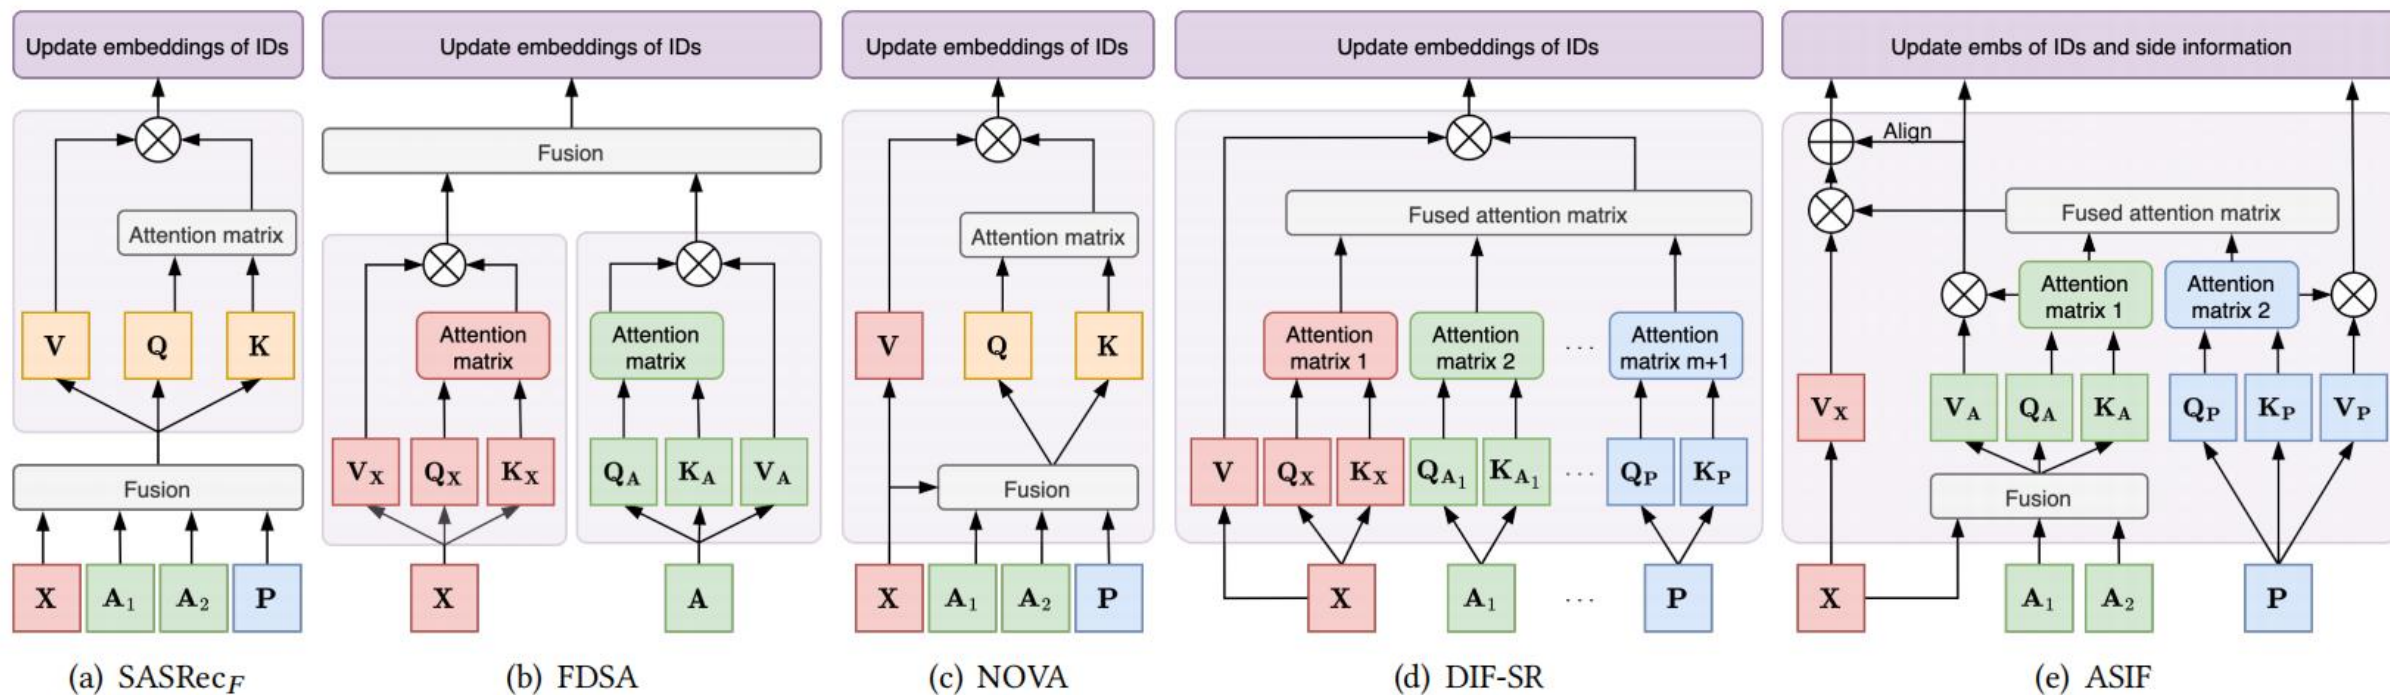 Update embeddings of IDs
Attention matrix
V
Q
K
Fusion
X
A1
A2
P
(a) SASRecF
Update embeddings of IDs
Fusion
Attention
matrix
Attention
matrix
VX
QX
KX
QA
KA
VA
X
A
(b) FDSA
Update embeddings of IDs
Attention matrix
V
Q
K
Fusion
X
A1
A2
P
(c) NOVA
Update embeddings of IDs
Fused attention matrix
Attention
matrix 1
Attention
matrix 2
...
Attention
matrix m+1
V
QX
KX
QA1
KA1
...
QP
KP
X
A1
...
P
(d) DIF-SR
Update embs of IDs and side information
Align
Fused attention matrix
Attention
matrix 1
Attention
matrix 2
VX
VA
QA
KA
QP
KP
VP
Fusion
X
A1
A2
P
(e) ASIF